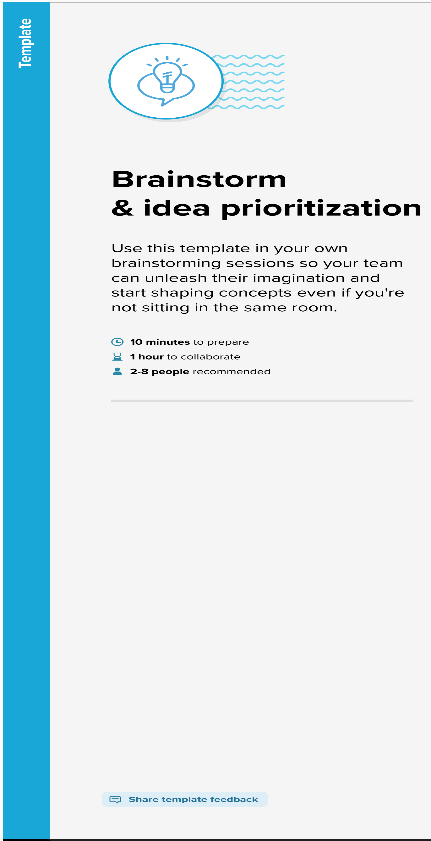 Template
Brainstorm
& idea prioritization
Use this template in your own
brainstorming sessions so your team
can unleash their imagination and
start shaping concepts even if you're
not sitting in the same room.
10 minutes to prepare
1 hour to collaborate
2-8 people recommended
Share template feedback